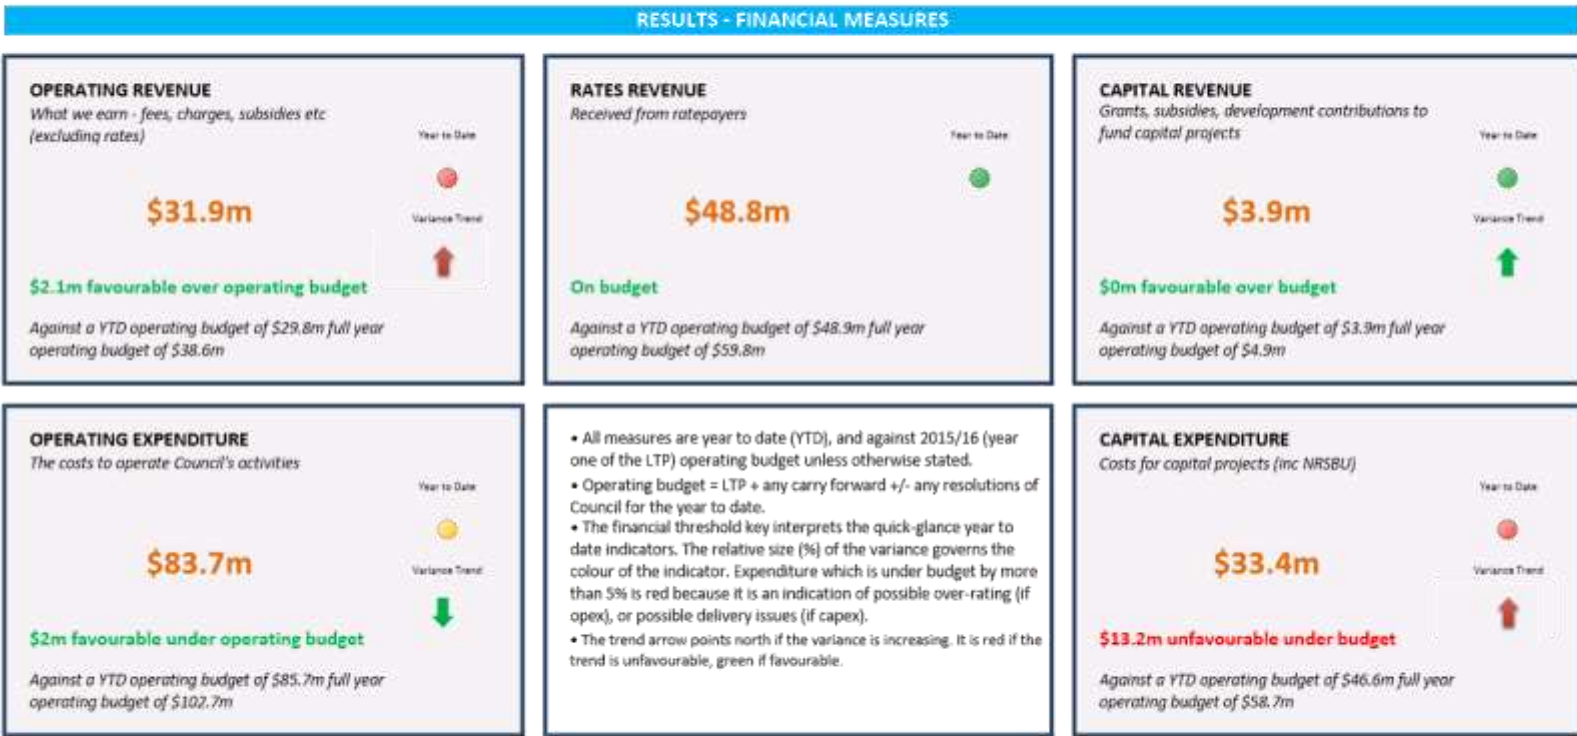 RESULTS - FINANCIAL MEASURES
OPERATING REVENUE
What we earn - fees, charges, subsidies etc
(excluding rates)
Year to Date
$31.9m
Variance Trend
$2.1m favourable over operating budget
Against a YTD operating budget of $29.8m full year
operating budget of $38.6m
RATES REVENUE
Received from ratepayers
Year to Date
$48.8m
On budget
Against a YTD operating budget of $48.9m full year
operating budget of $59.8m
CAPITAL REVENUE
Grants, subsidies, development contributions to
fund capital projects
Year to Date
$3.9m
Variance Trend
$0m favourable over budget
Against a YTD operating budget of $3.9m full year
operating budget of $4.9m
OPERATING EXPENDITURE
The costs to operate Council's activities
Year to Date
$83.7m
Variance Trend
$2m favourable under operating budget
Against a YTD operating budget of $85.7m full year
operating budget of $102.7m
• All measures are year to date (YTD), and against 2015/16 (year
one of the LTP) operating budget unless otherwise stated.
• Operating budget = LTP + any carry forward +/- any resolutions of
Council for the year to date.
• The financial threshold key interprets the quick-glance year to
date indicators. The relative size (%) of the variance governs the
colour of the indicator. Expenditure which is under budget by more
than 5% is red because it is an indication of possible over-rating (if
opex), or possible delivery issues (if capex).
• The trend arrow points north if the variance is increasing. It is red if the
trend is unfavourable, green if favourable.
CAPITAL EXPENDITURE
Costs for capital projects (inc NRSBU)
Year to Date
$33.4m
Variance Trend
$13.2m unfavourable under budget
Against a YTD operating budget of $46.6m full year
operating budget of $58.7m